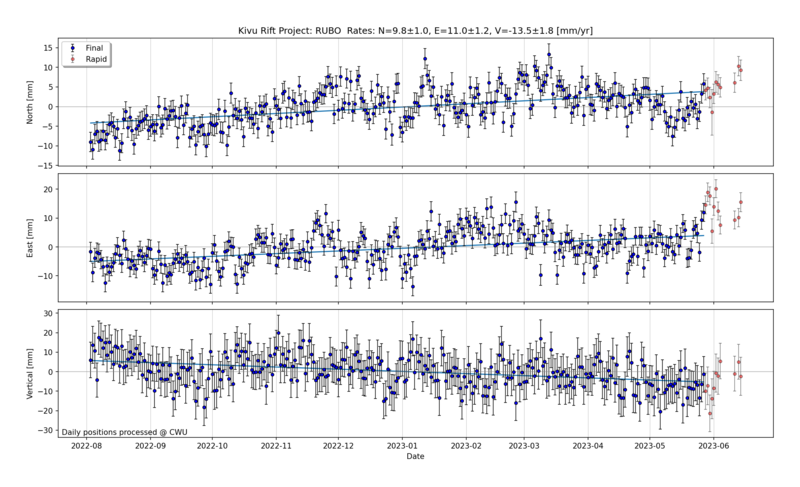 Kivu Rift Project: RUBO  Rates: N=9.8±1.0, E=11.0±1.2, V=-13.5±1.8 [mm/yr]
Final
Rapid
15
10
5
0
−5
−10
−15
North [mm]
20
10
0
−10
East [mm]
30
20
10
0
−10
−20
−30
Vertical [mm]
Daily positions processed @ CWU
2022-08 2022-09 2022-10 2022-11 2022-12 2023-01 2023-02 2023-03 2023-04 2023-05 2023-06
Date